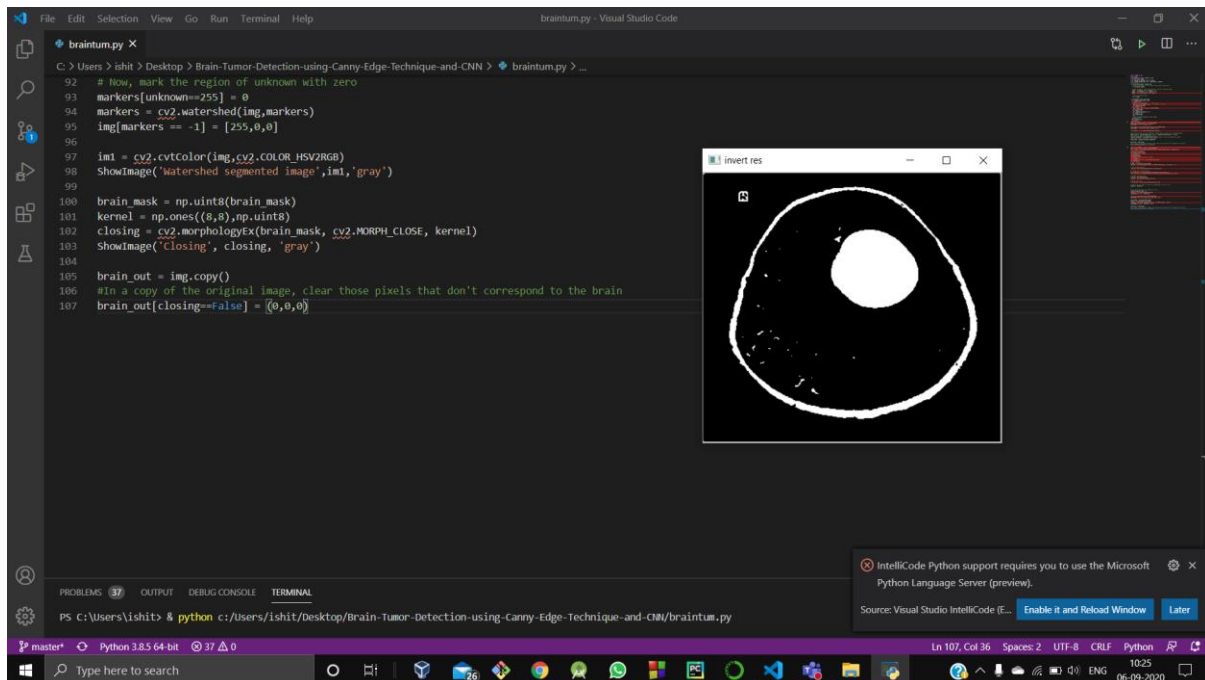 File Edit Selection View Go Run Terminal Help
braintum.py - Visual Studio Code
braintum.py
C: > Users > ishit > Desktop > Brain-Tumor-Detection-using-Canny-Edge-Technique-and-CNN > braintum.py > ...
92 # Now, mark the region of unknown with zero
93 markers[unknown==255] = 0
94 markers = cv2.watershed(img,markers)
95 img[markers == -1] = [255,0,0]
96
97 im1 = cv2.cvtColor(img,cv2.COLOR_HSV2RGB)
98 ShowImage('Watershed segmented image',im1,'gray')
99
100 brain_mask = np.uint8(brain_mask)
101 kernel = np.ones((8,8),np.uint8)
102 closing = cv2.morphologyEx(brain_mask, cv2.MORPH_CLOSE, kernel)
103 ShowImage('Closing', closing, 'gray')
104
105 brain_out = img.copy()
106 #In a copy of the original image, clear those pixels that don't correspond to the brain
107 brain_out[closing==False] = (0,0,0)
invert res
1
IntelliCode Python support requires you to use the Microsoft
Python Language Server (preview).
Source: Visual Studio IntelliCode (E...
Enable it and Reload Window
Later
PROBLEMS 37 OUTPUT DEBUG CONSOLE TERMINAL
PS C:\Users\ishit> & python c:/Users/ishit/Desktop/Brain-Tumor-Detection-using-Canny-Edge-Technique-and-CNN/braintum.py
master* Python 3.8.5 64-bit 37 0
Ln 107, Col 36 Spaces: 2 UTF-8 CRLF Python
Type here to search
26
PC
ENG
10:25
06-09-2020